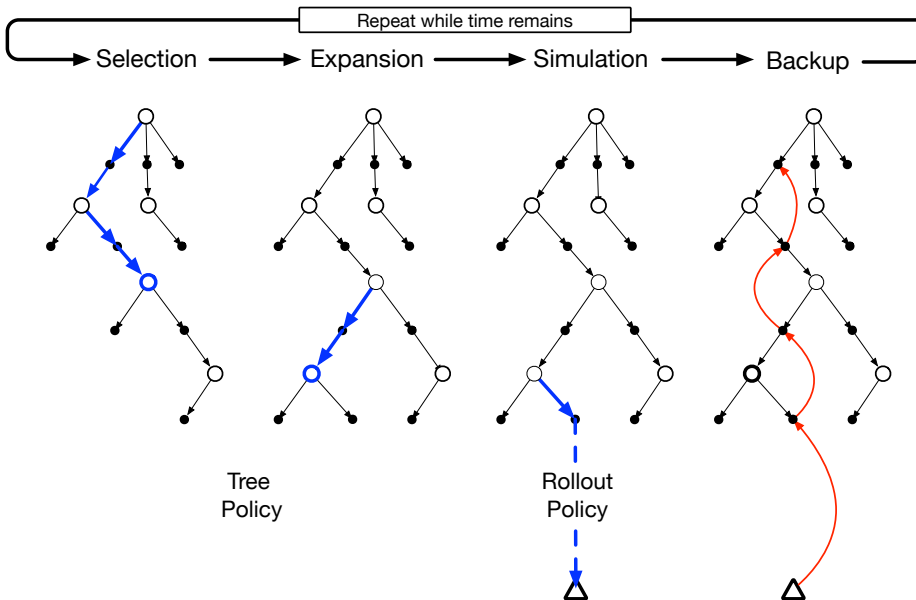 Repeat while time remains
Selection
Expansion
Simulation
Backup
Tree
Policy
Rollout
Policy